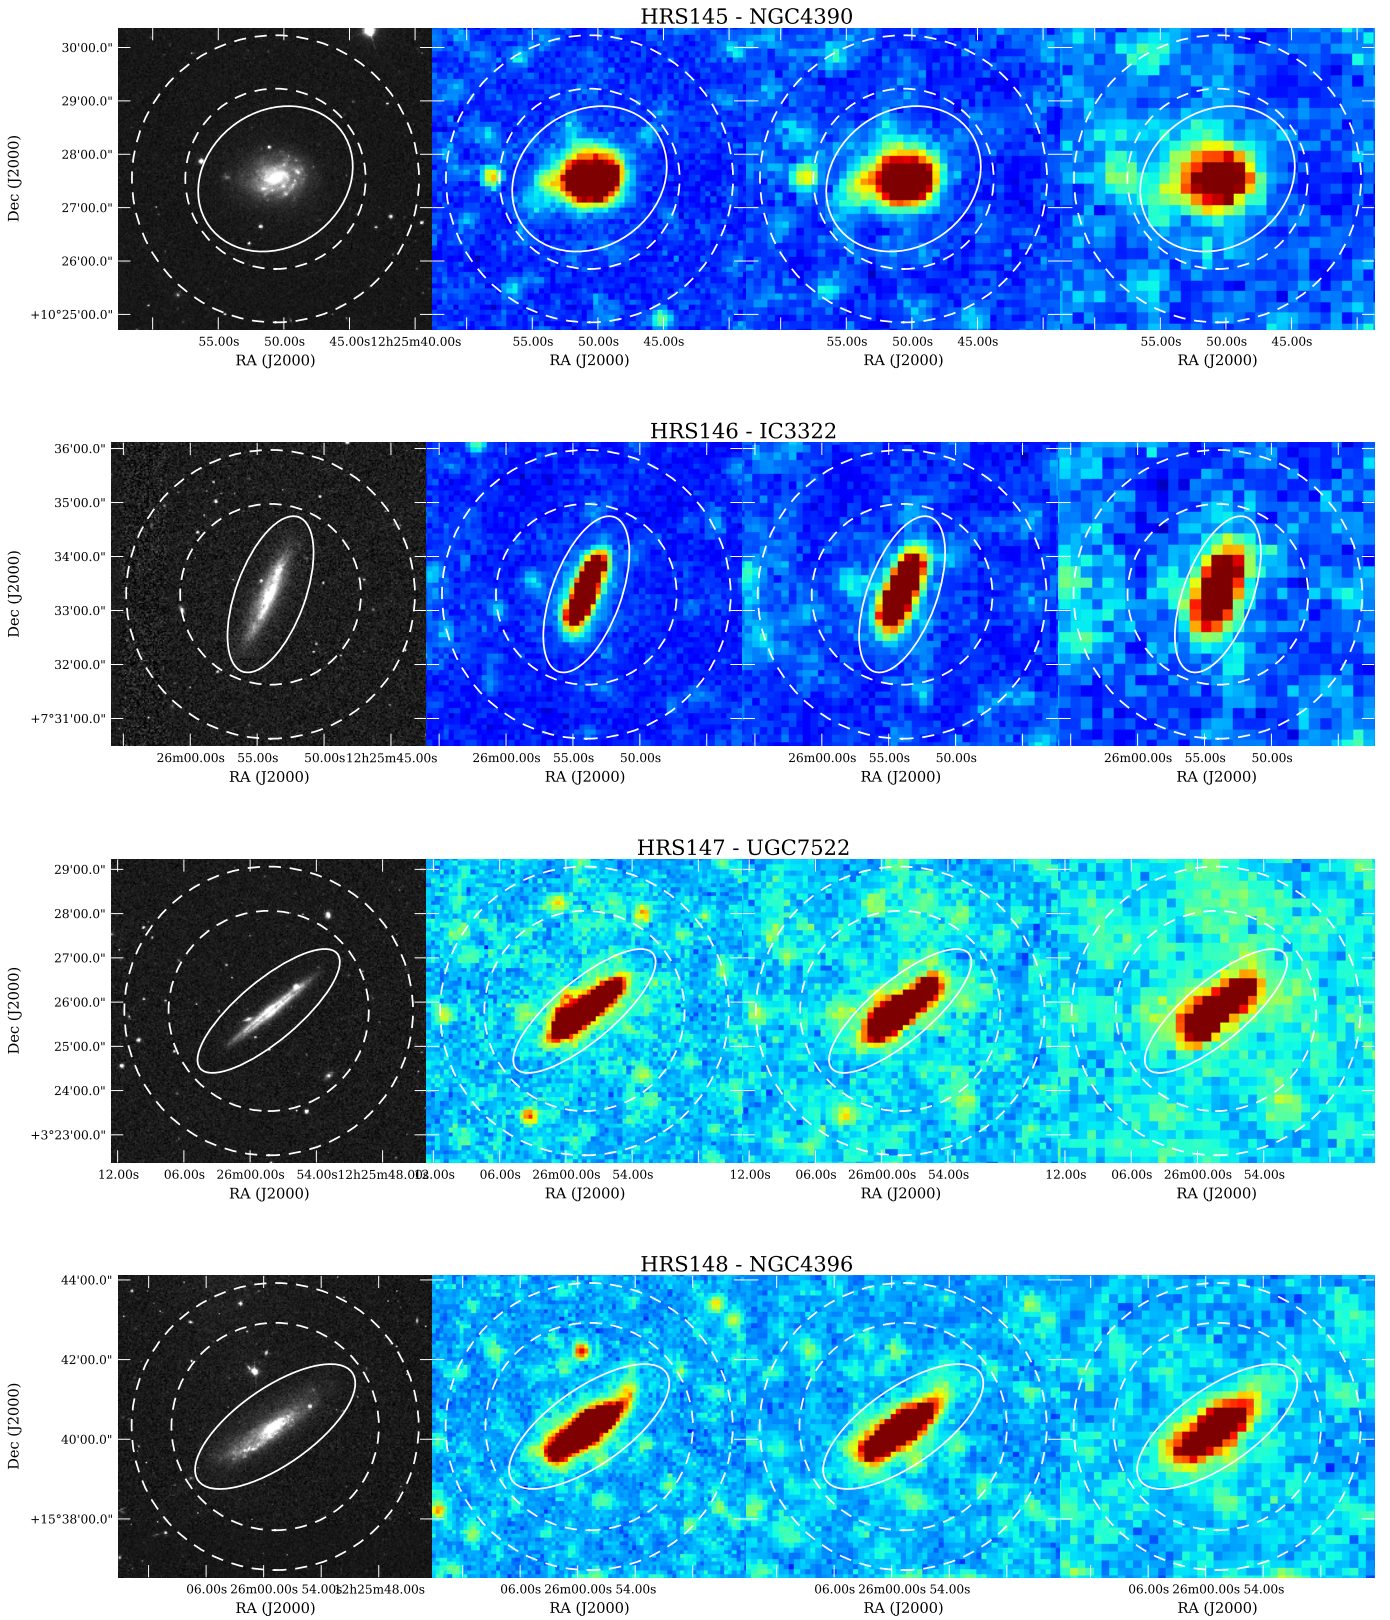 HRS145 - NGC4390
30'00.0"
29'00.0"
28'00.0"
27'00.0"
26'00.0"
+10°25'00.0"
Dec (J2000)
55.00s 50.00s 45.00s12h25m40.00s 55.00s 50.00s 45.00s 55.00s 50.00s 45.00s 55.00s 50.00s 45.00s
RA (J2000) RA (J2000) RA (J2000) RA (J2000)
HRS146 - IC3322
36'00.0"
35'00.0"
34'00.0"
33'00.0"
32'00.0"
+7°31'00.0"
Dec (J2000)
26m00.00s 55.00s 50.00s12h25m45.00s 26m00.00s 55.00s 50.00s 26m00.00s 55.00s 50.00s 26m00.00s 55.00s 50.00s
RA (J2000) RA (J2000) RA (J2000) RA (J2000)
HRS147 - UGC7522
29'00.0"
28'00.0"
27'00.0"
26'00.0"
25'00.0"
24'00.0"
+3°23'00.0"
Dec (J2000)
12.00s 06.00s 26m00.00s 54.00s12h25m48.00s 12.00s 06.00s 26m00.00s 54.00s 12.00s 06.00s 26m00.00s 54.00s 12.00s 06.00s 26m00.00s 54.00s
RA (J2000) RA (J2000) RA (J2000) RA (J2000)
HRS148 - NGC4396
44'00.0"
42'00.0"
40'00.0"
+15°38'00.0"
Dec (J2000)
06.00s 26m00.00s 54.00s12h25m48.00s 06.00s 26m00.00s 54.00s 06.00s 26m00.00s 54.00s 06.00s 26m00.00s 54.00s
RA (J2000) RA (J2000) RA (J2000) RA (J2000)